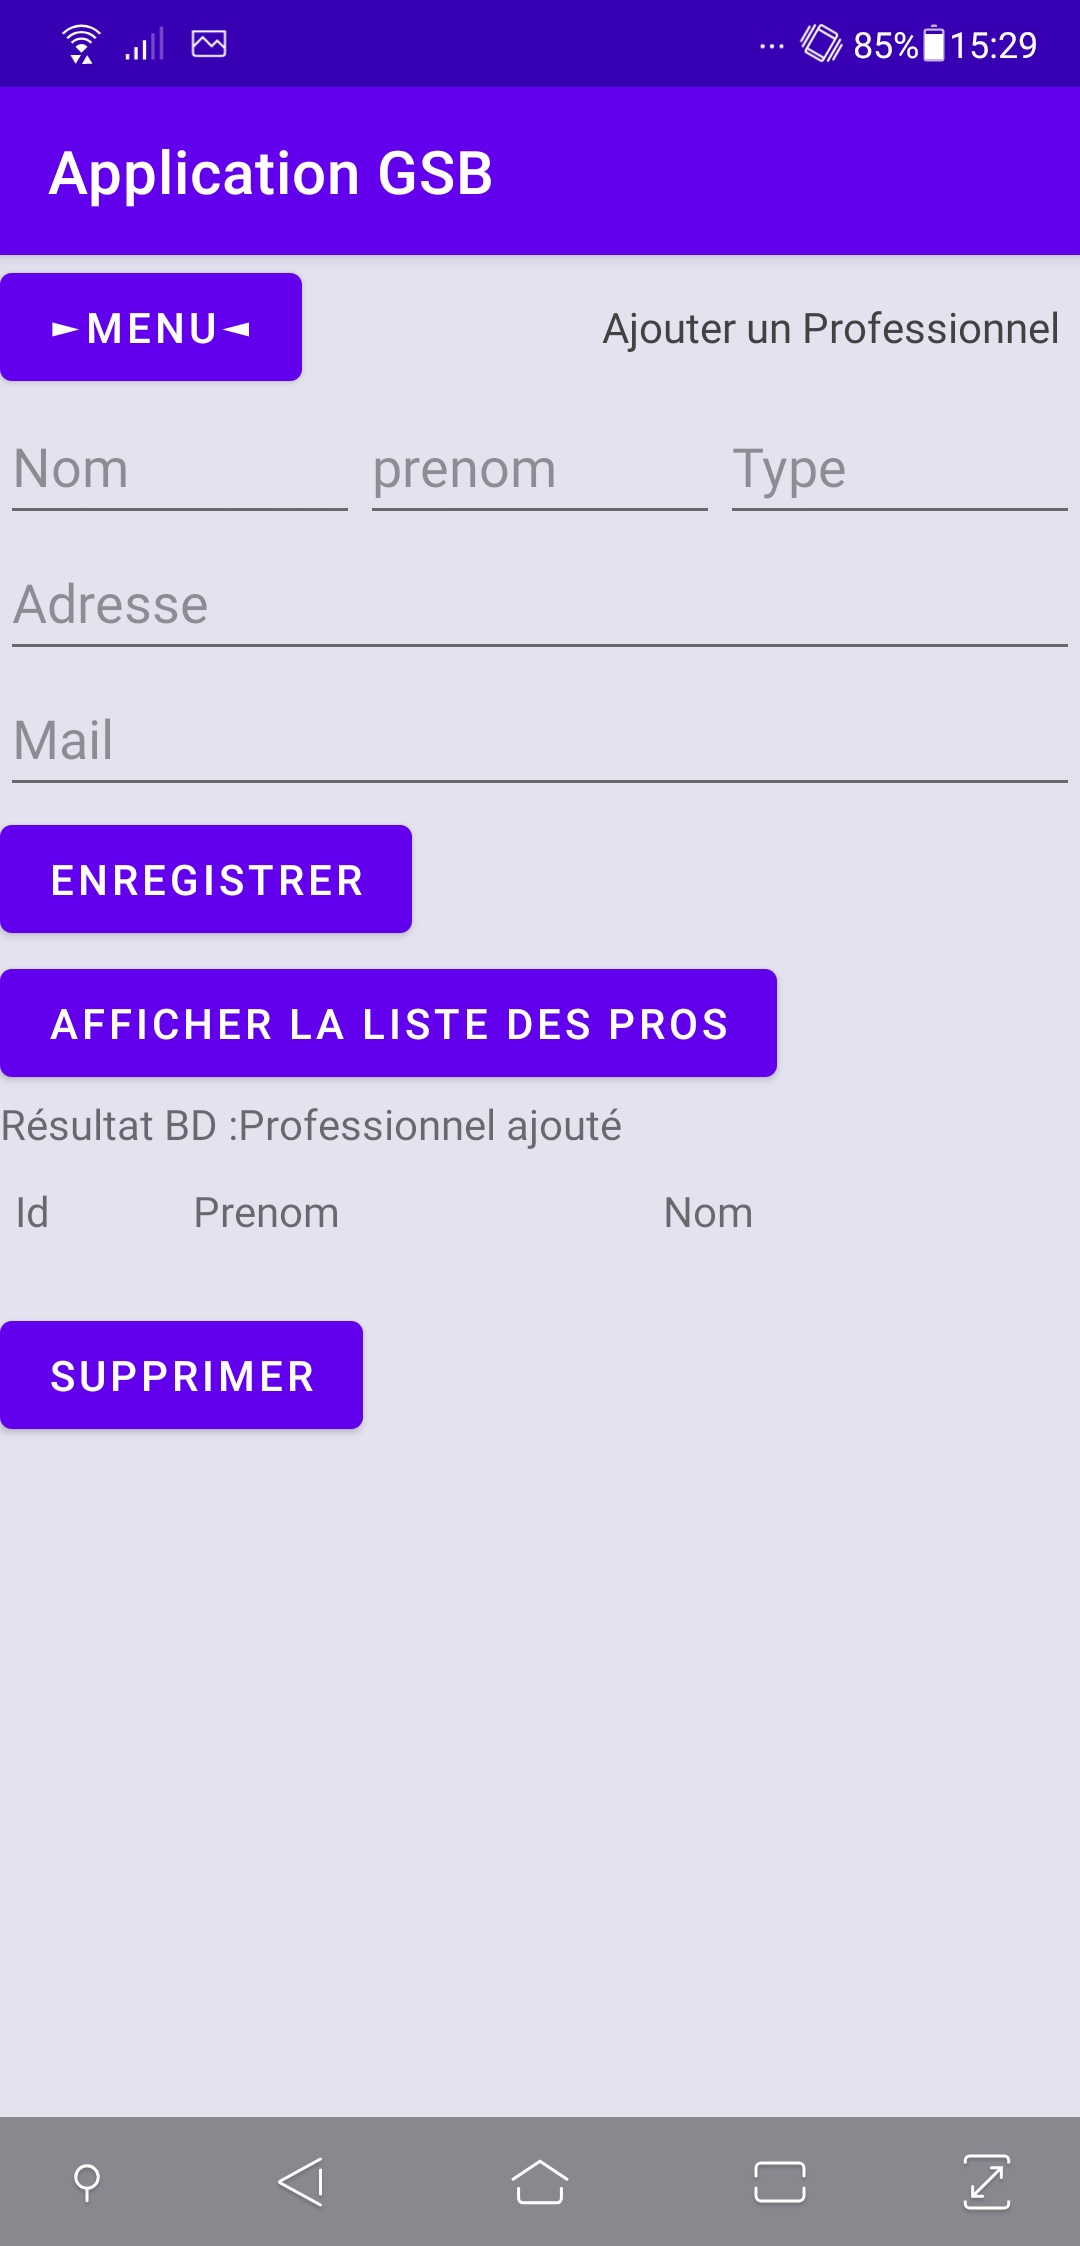 85% 15:29
Application GSB
►MENU◄ Ajouter un Professionnel
Nom prenom Type
Adresse
Mail
ENREGISTRER
AFFICHER LA LISTE DES PROS
Résultat BD :Professionnel ajouté
Id Prenom Nom
SUPPRIMER